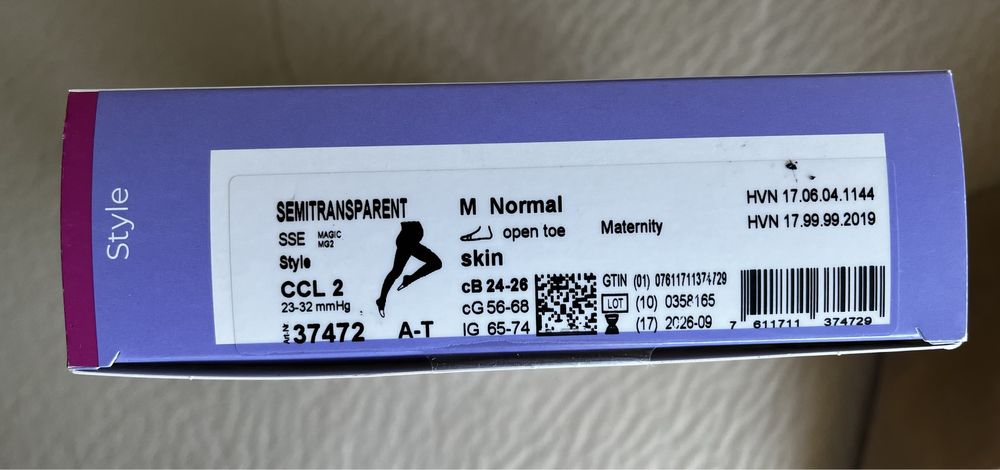 Style
SEMITRANSPARENT
SSE MAGIC MG2
Style
CCL 2
23-32 mmHg
Art-Nr 37472 A-T
M Normal
open toe
skin
cB 24-26
cG 56-68
lG 65-74
Maternity
HVN 17.06.04.1144
HVN 17.99.99.2019
GTIN (01) 07611711374729
LOT (10) 0358165
(17) 2026-09
7 611711 374729